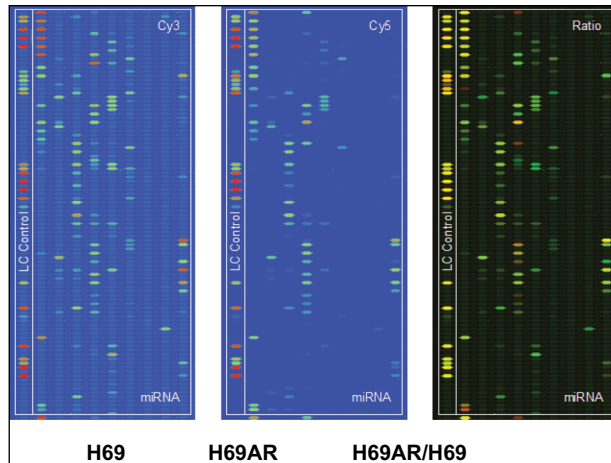 Cy3
Cy5
Ratio
LC Control
LC Control
LC Control
miRNA
miRNA
miRNA
H69
H69AR
H69AR/H69